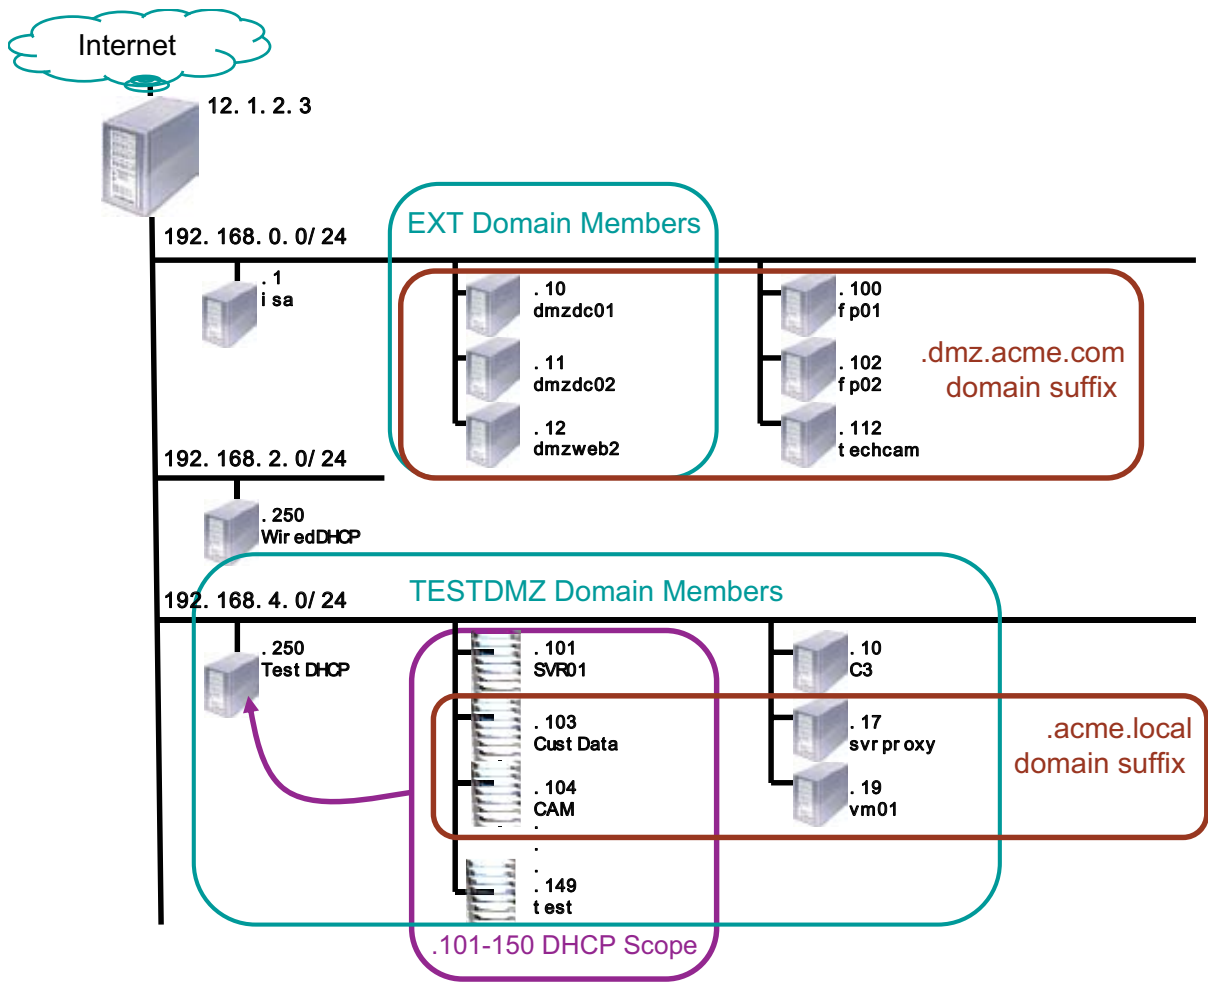 Internet
12. 1. 2. 3
EXT Domain Members
192. 168. 0. 0/ 24
. 1
isa
. 10
dmzdc01
. 11
dmzdc02
. 12
dmzweb2
. 100
fp01
. 102
fp02
. 112
techcam
.dmz.acme.com
domain suffix
192. 168. 2. 0/ 24
. 250
WiredDHCP
TESTDMZ Domain Members
192. 168. 4. 0/ 24
. 250
Test DHCP
. 101
SVR01
. 103
Cust Data
. 104
CAM
.
.
.
. 149
test
. 10
C3
. 17
svrproxy
. 19
vm01
.acme.local
domain suffix
.101-150 DHCP Scope